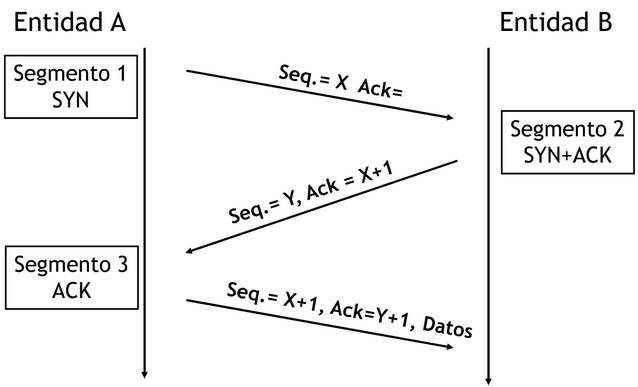 Entidad A
Entidad B
Segmento 1
SYN
Seq.= X  Ack=
Segmento 2
SYN+ACK
Seq.= Y, Ack = X+1
Segmento 3
ACK
Seq.= X+1, Ack=Y+1, Datos